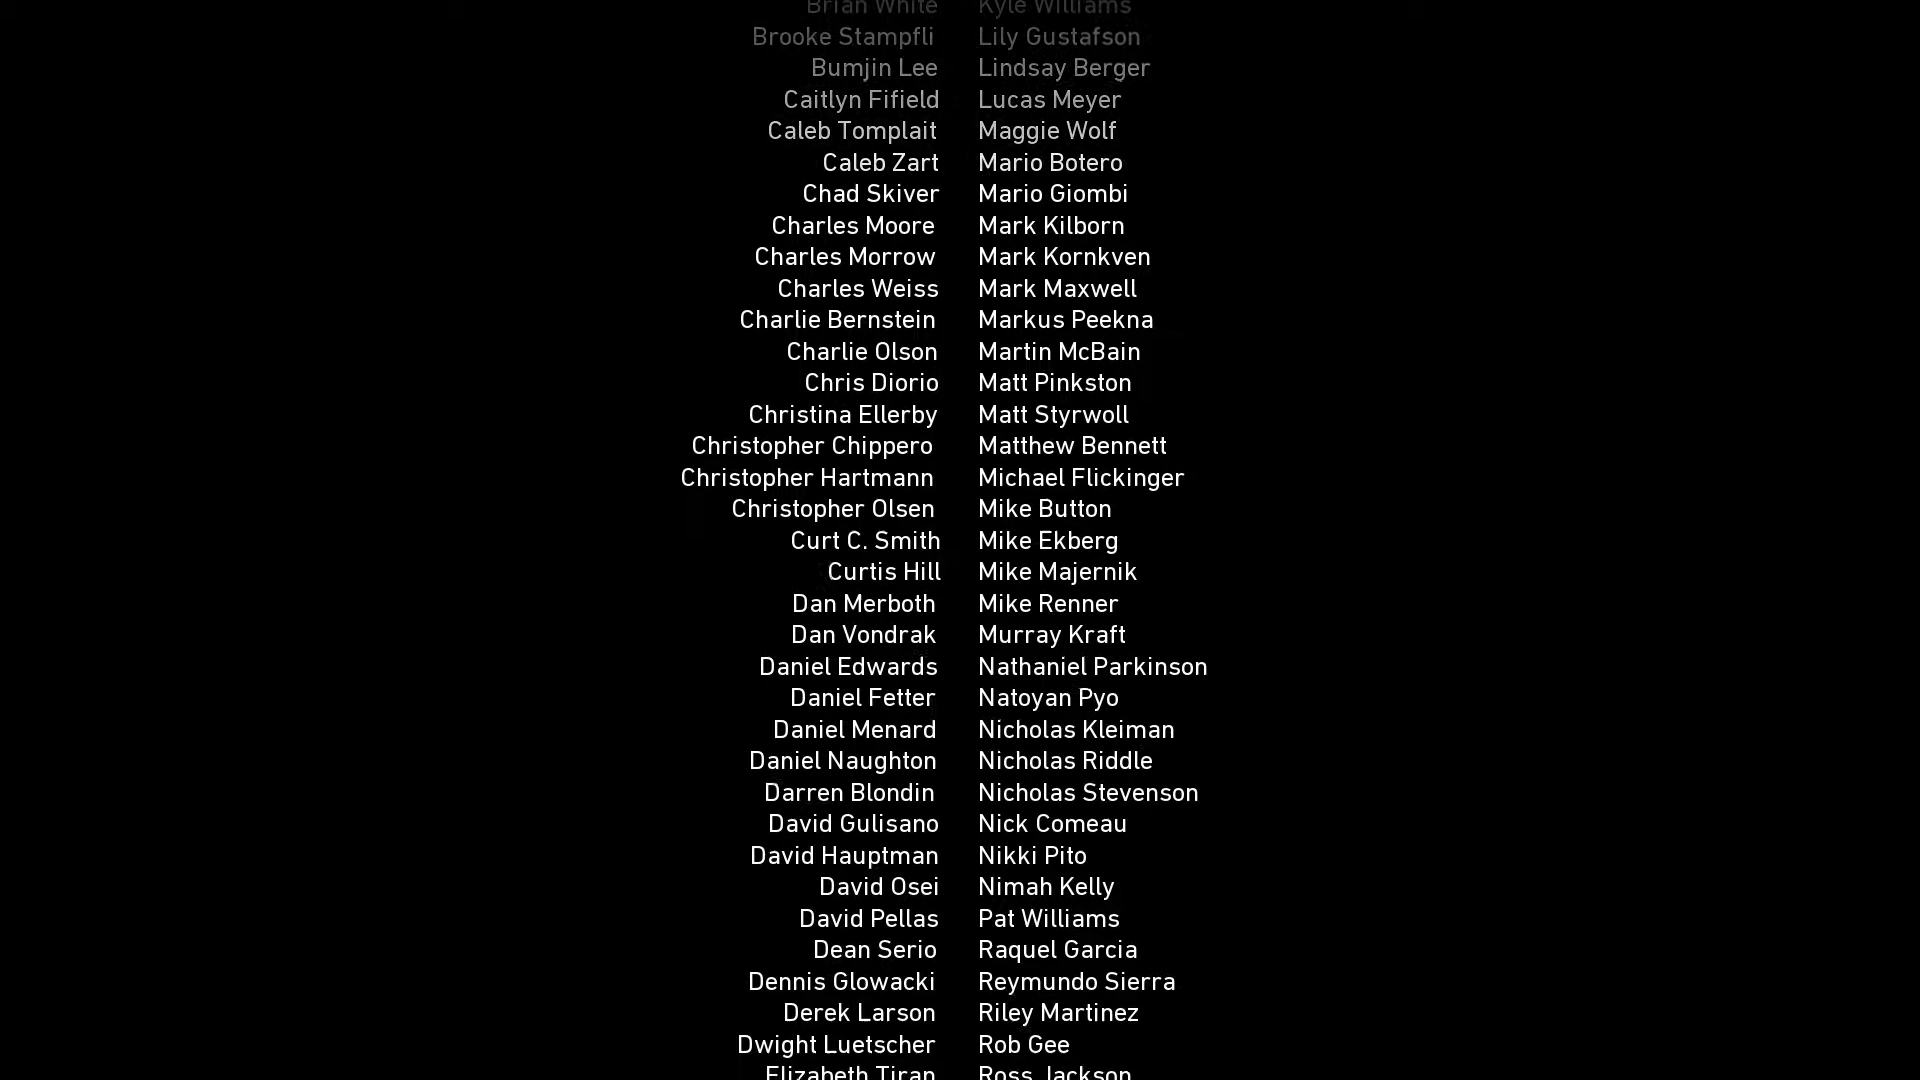 Brian White Kyle Williams
Brooke Stampfli Lily Gustafson
Bumjin Lee Lindsay Berger
Caitlyn Fifield Lucas Meyer
Caleb Tomplait Maggie Wolf
Caleb Zart Mario Botero
Chad Skiver Mario Giombi
Charles Moore Mark Kilborn
Charles Morrow Mark Kornkven
Charles Weiss Mark Maxwell
Charlie Bernstein Markus Peekna
Charlie Olson Martin McBain
Chris Diorio Matt Pinkston
Christina Ellerby Matt Styrwoll
Christopher Chippero Matthew Bennett
Christopher Hartmann Michael Flickinger
Christopher Olsen Mike Button
Curt C. Smith Mike Ekberg
Curtis Hill Mike Majernik
Dan Merboth Mike Renner
Dan Vondrak Murray Kraft
Daniel Edwards Nathaniel Parkinson
Daniel Fetter Natoyan Pyo
Daniel Menard Nicholas Kleiman
Daniel Naughton Nicholas Riddle
Darren Blondin Nicholas Stevenson
David Gulisano Nick Comeau
David Hauptman Nikki Pito
David Osei Nimah Kelly
David Pellas Pat Williams
Dean Serio Raquel Garcia
Dennis Glowacki Reymundo Sierra
Derek Larson Riley Martinez
Dwight Luetscher Rob Gee
Elizabeth Tiran Ross Jackson